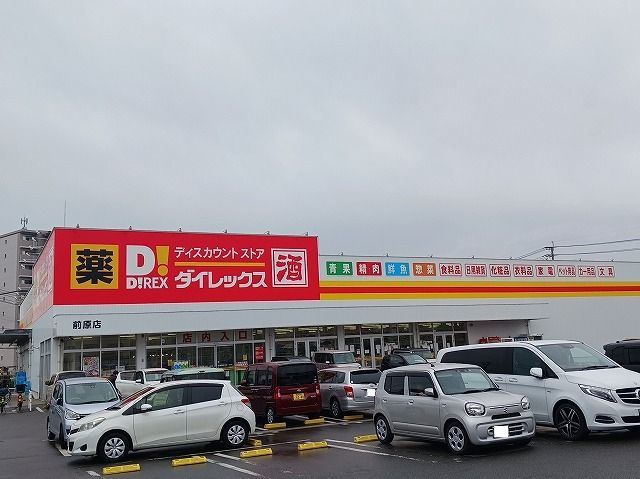 薬
D!
D!REX
ディスカウント ストア
ダイレックス
酒
青果 精肉 鮮魚 惣菜 食料品 日用雑貨 化粧品 衣料品 家電 ペット用品 カー用品 文具
前原店
店内入口